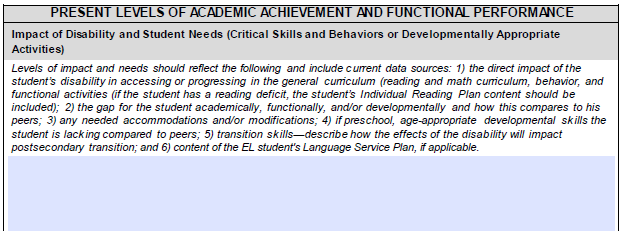 PRESENT LEVELS OF ACADEMIC ACHIEVEMENT AND FUNCTIONAL PERFORMANCE
Impact of Disability and Student Needs (Critical Skills and Behaviors or Developmentally Appropriate
Activities)
Levels of impact and needs should reflect the following and include current data sources: 1) the direct impact of the
student's disability in accessing or progressing in the general curriculum (reading and math curriculum, behavior, and
functional activities (if the student has a reading deficit, the student's Individual Reading Plan content should be
included); 2) the gap for the student academically, functionally, and/or developmentally and how this compares to his
peers; 3) any needed accommodations and/or modifications; 4) if preschool, age-appropriate developmental skills the
student is lacking compared to peers; 5) transition skills—describe how the effects of the disability will impact
postsecondary transition; and 6) content of the EL student's Language Service Plan, if applicable.